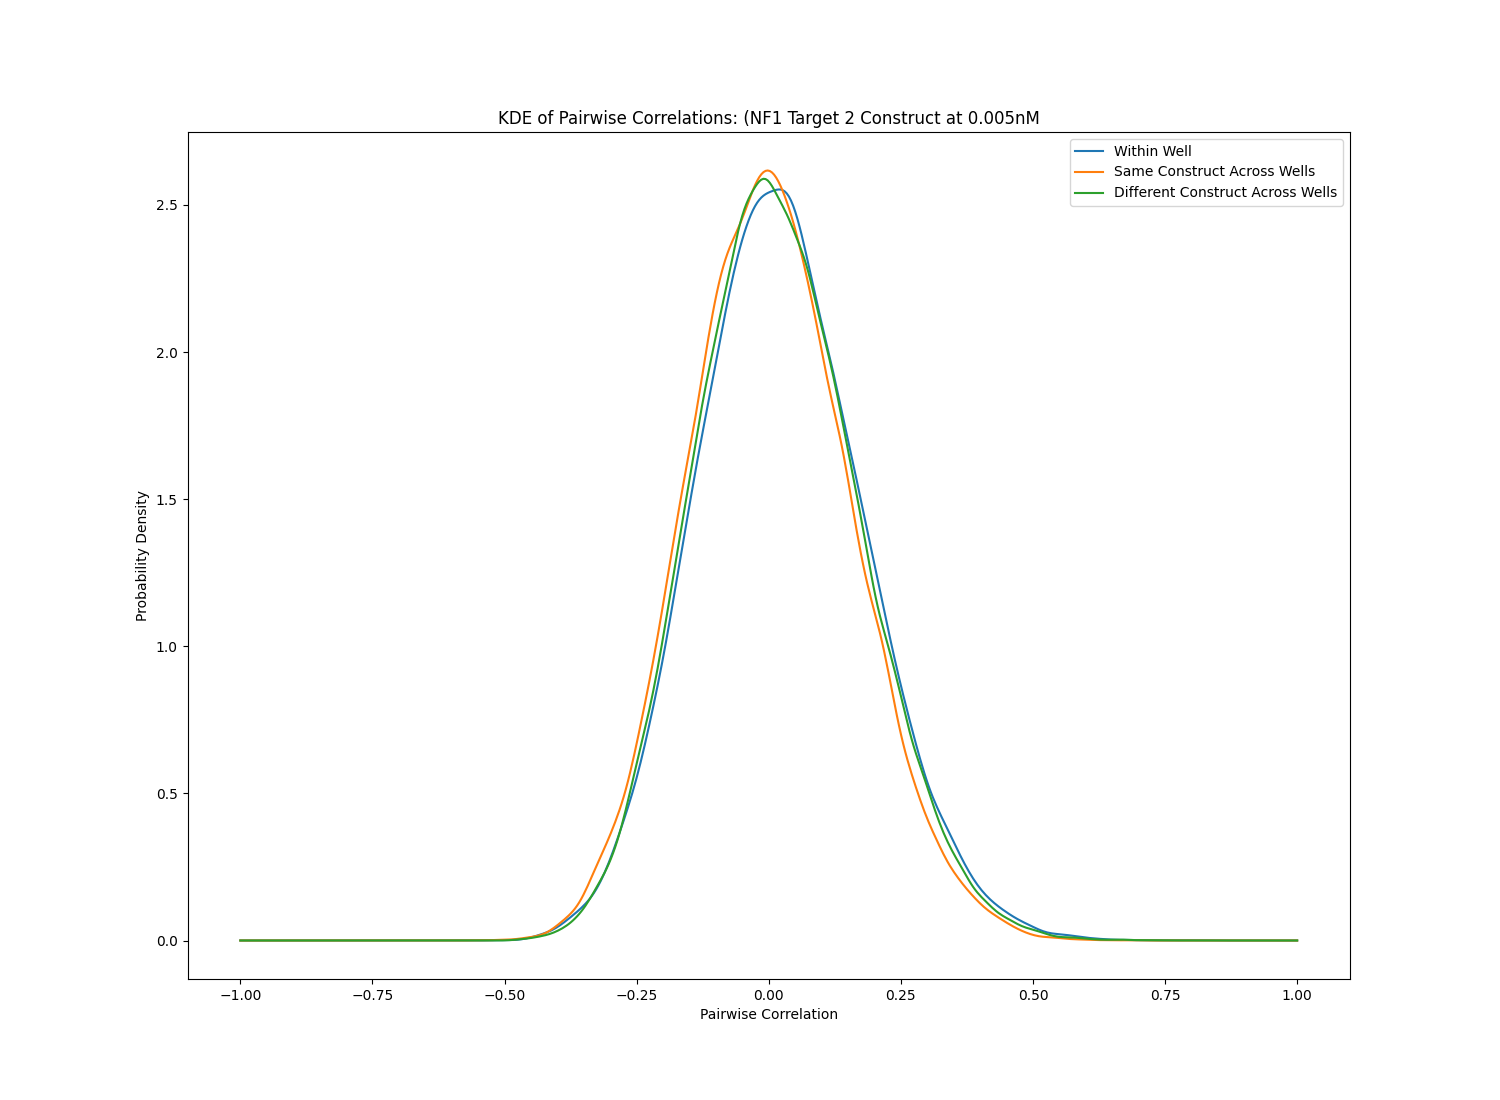 KDE of Pairwise Correlations: (NF1 Target 2 Construct at 0.005nM
Within Well
Same Construct Across Wells
Different Construct Across Wells
Probability Density
2.5
2.0
1.5
1.0
0.5
0.0
−1.00 −0.75 −0.50 −0.25 0.00 0.25 0.50 0.75 1.00
Pairwise Correlation